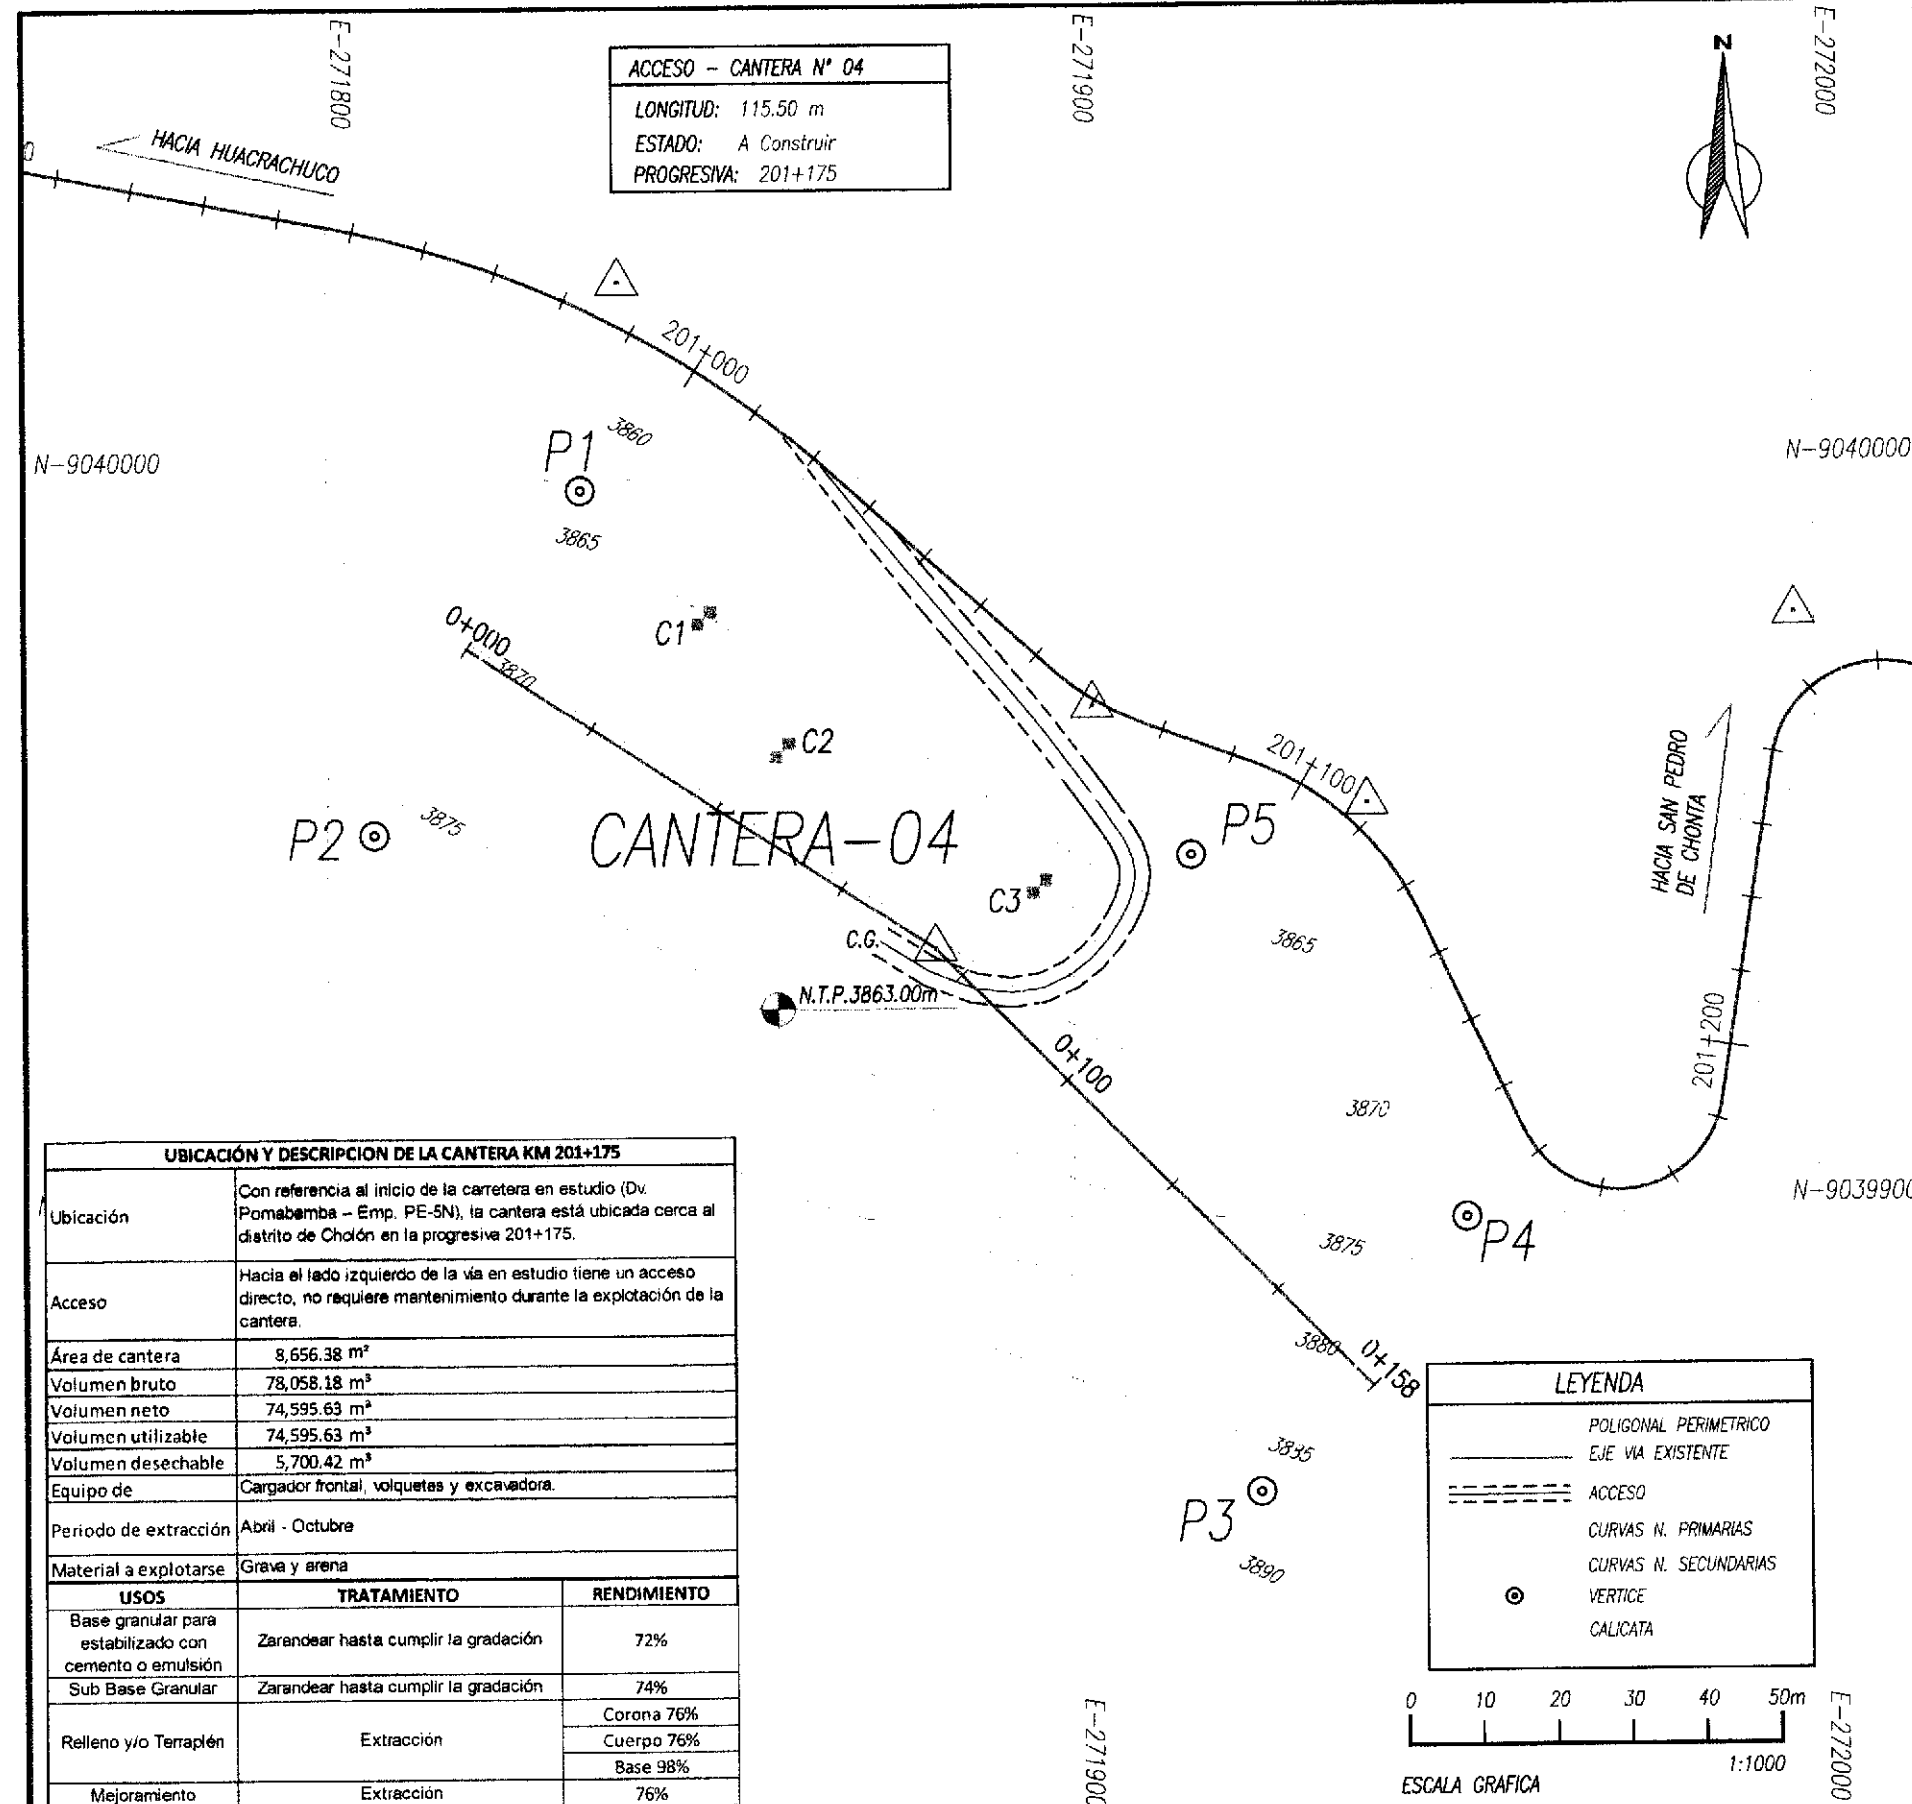 E-271800
E-271900
E-272000
ACCESO - CANTERA N° 04
LONGITUD: 115.50 m
ESTADO: A Construir
PROGRESIVA: 201+175
N
0
HACIA HUACRACHUCO
201+000
P1
3860
N-9040000
N-9040000
3865
0+000
3870
C1
C2
201+100
HACIA SAN PEDRO
DE CHONTA
P2
3875
CANTERA-04
P5
C3
C.G.
3865
N.T.P.3863.00m
0+100
201+200
3870
N-9039900
P4
3875
3880
0+158
P3
3890
UBICACIÓN Y DESCRIPCION DE LA CANTERA KM 201+175
Ubicación
Con referencia al inicio de la carretera en estudio (Dv.
Pomabamba – Emp. PE-5N), la cantera está ubicada cerca al
distrito de Cholón en la progresiva 201+175.
Acceso
Hacia el lado izquierdo de la via en estudio tiene un acceso
directo, no requiere mantenimiento durante la explotación de la
cantera.
Área de cantera 8,656.38 m²
Volumen bruto 78,058.18 m³
Volumen neto 74,595.63 m³
Volumen utilizable 74,595.63 m³
Volumen desechable 5,700.42 m³
Equipo de Cargador frontal, volquetes y excavadora.
Periodo de extracción Abril - Octubre
Material a explotarse Grava y arena
USOS TRATAMIENTO RENDIMIENTO
Base granular para
estabilizado con
cemento o emulsión
Zarandear hasta cumplir la gradación 72%
Sub Base Granular Zarandear hasta cumplir la gradación 74%
Relleno y/o Terraplén Extracción
Corona 76%
Cuerpo 76%
Base 98%
Mejoramiento Extracción 76%
LEYENDA
POLIGONAL PERIMETRICO
EJE VIA EXISTENTE
ACCESO
CURVAS N. PRIMARIAS
CURVAS N. SECUNDARIAS
VERTICE
CALICATA
0 10 20 30 40 50m
1:1000
ESCALA GRAFICA
E-271900
E-272000